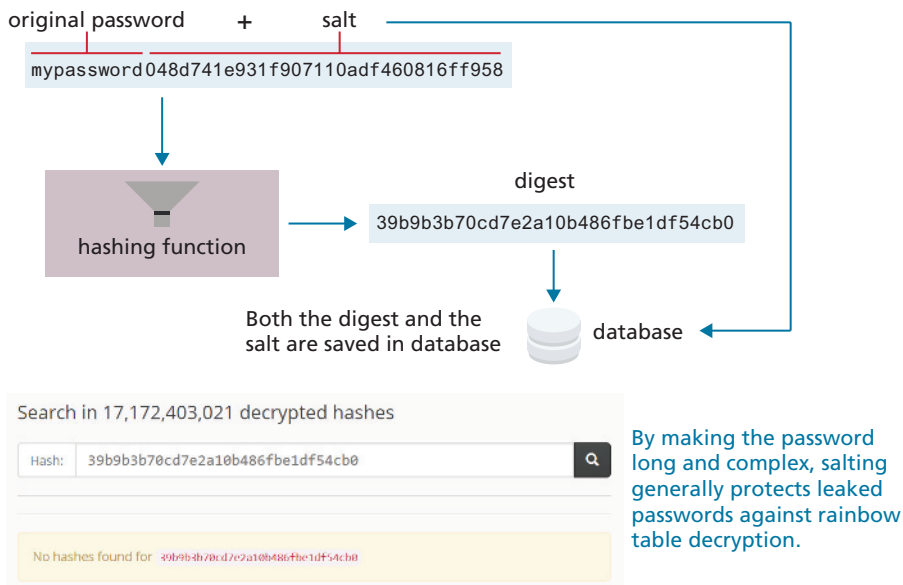 original password + salt
mypassword048d741e931f907110adf460816ff958
hashing function
digest
39b9b3b70cd7e2a10b486fbe1df54cb0
Both the digest and the
salt are saved in database
database
Search in 17,172,403,021 decrypted hashes
Hash: 39b9b3b70cd7e2a10b486fbe1df54cb0
No hashes found for 39b9b3b70cd7e2a10b486fbe1df54cb0
By making the password
long and complex, salting
generally protects leaked
passwords against rainbow
table decryption.